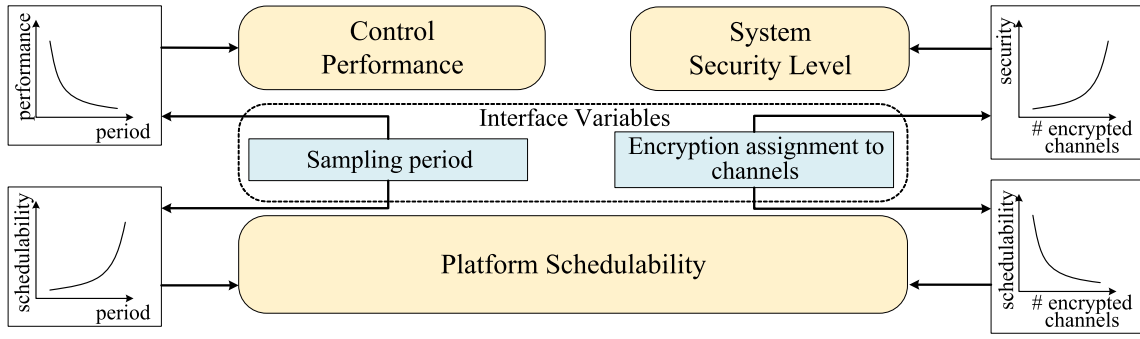 performance
period
Control
Performance
System
Security Level
security
# encrypted
channels
Interface Variables
Sampling period
Encryption assignment to
channels
schedulability
period
Platform Schedulability
schedulability
# encrypted
channels